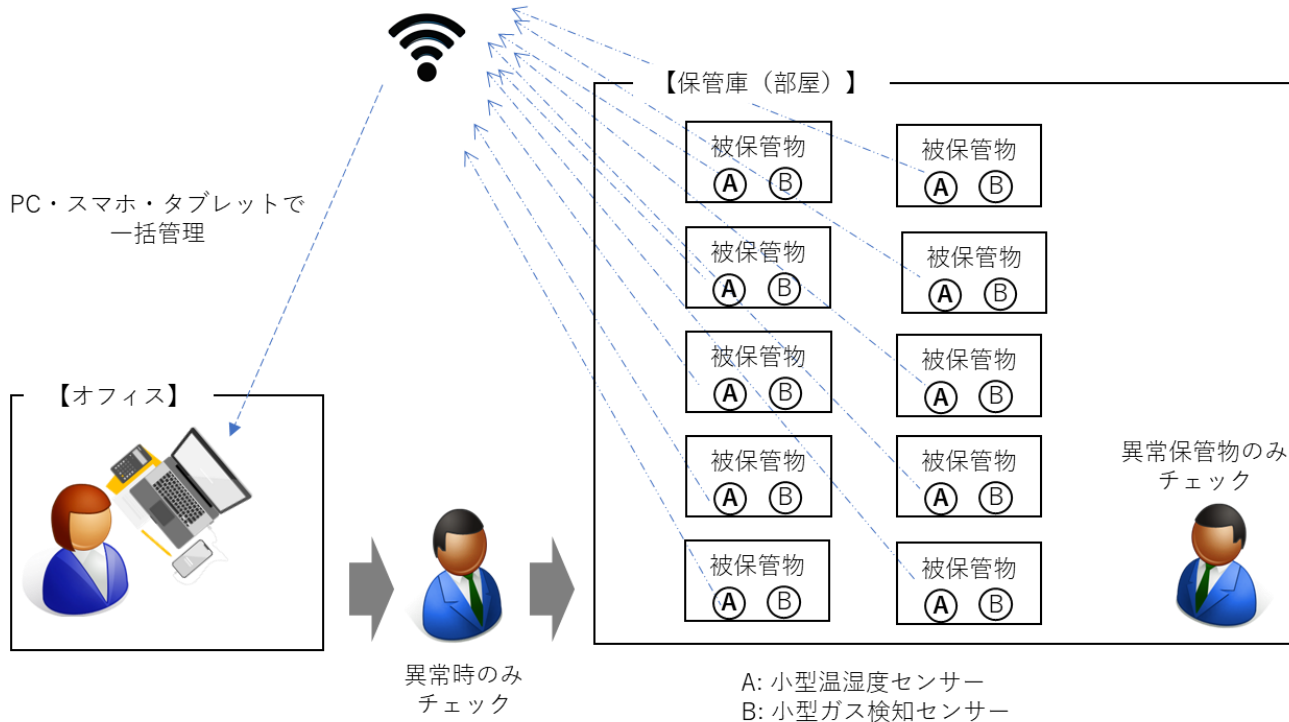 【保管庫（部屋）】
被保管物
A B
被保管物
A B
PC・スマホ・タブレットで
一括管理
被保管物
A B
被保管物
A B
被保管物
A B
被保管物
A B
【オフィス】
被保管物
A B
被保管物
A B
異常保管物のみ
チェック
被保管物
A B
被保管物
A B
異常時のみ
チェック
A: 小型温湿度センサー
B: 小型ガス検知センサー